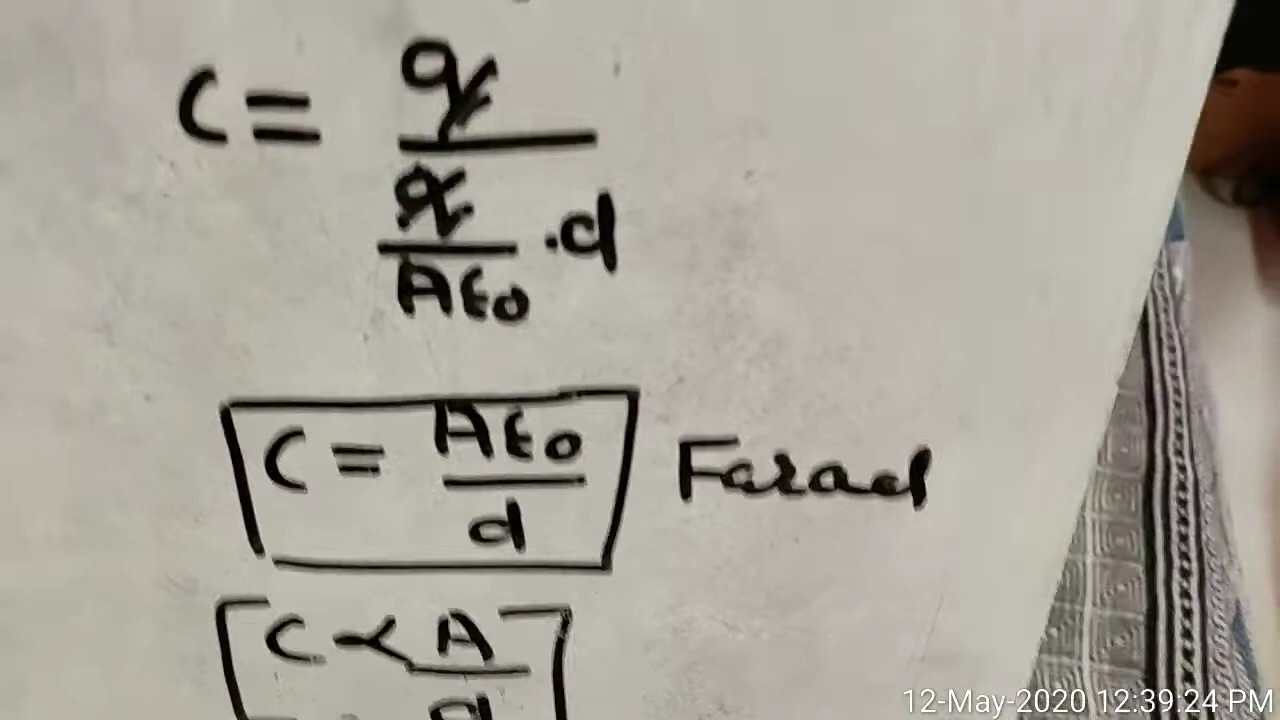 C = q
q/Aε₀ · d
C = Aε₀/d Farad
C ∝ A/d
12-May-2020 12:39:24 PM